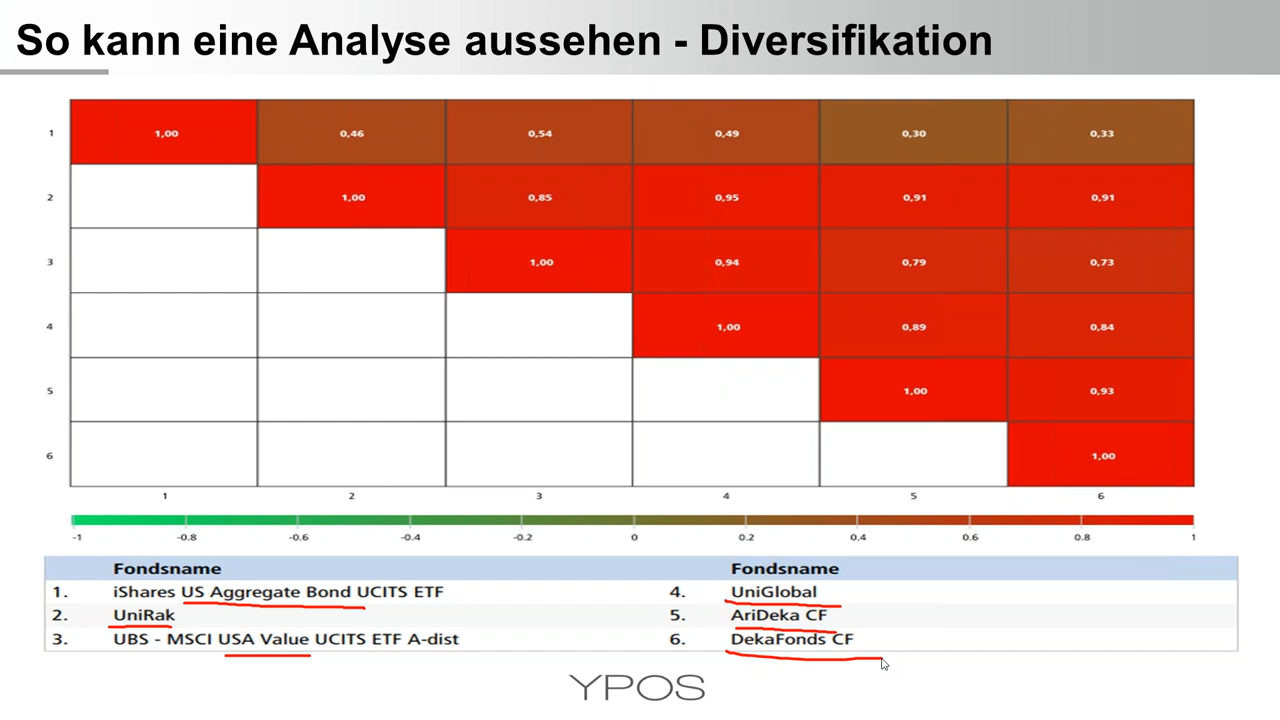 So kann eine Analyse aussehen - Diversifikation
1 1,00 0,46 0,54 0,49 0,30 0,33
2 1,00 0,85 0,95 0,91 0,91
3 1,00 0,94 0,79 0,73
4 1,00 0,89 0,84
5 1,00 0,93
6 1,00
1 2 3 4 5 6
-1 -0.8 -0.6 -0.4 -0.2 0 0.2 0.4 0.6 0.8 1
Fondsname Fondsname
1. iShares US Aggregate Bond UCITS ETF 4. UniGlobal
2. UniRak 5. AriDeka CF
3. UBS - MSCI USA Value UCITS ETF A-dist 6. DekaFonds CF
YPOS